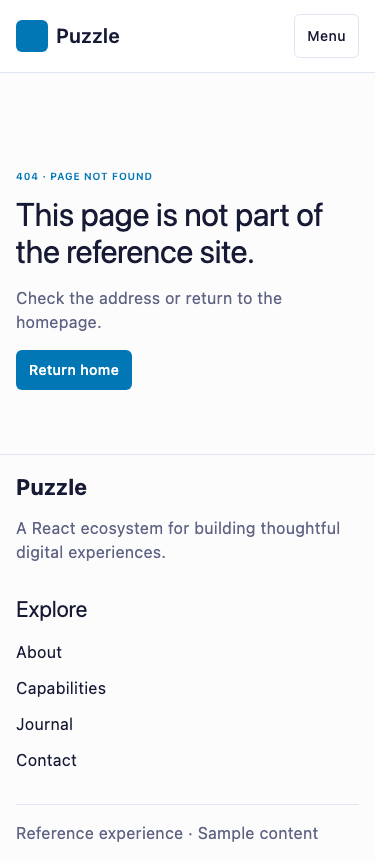 Puzzle
Menu
404 · PAGE NOT FOUND
This page is not part of
the reference site.
Check the address or return to the
homepage.
Return home
Puzzle
A React ecosystem for building thoughtful
digital experiences.
Explore
About
Capabilities
Journal
Contact
Reference experience · Sample content